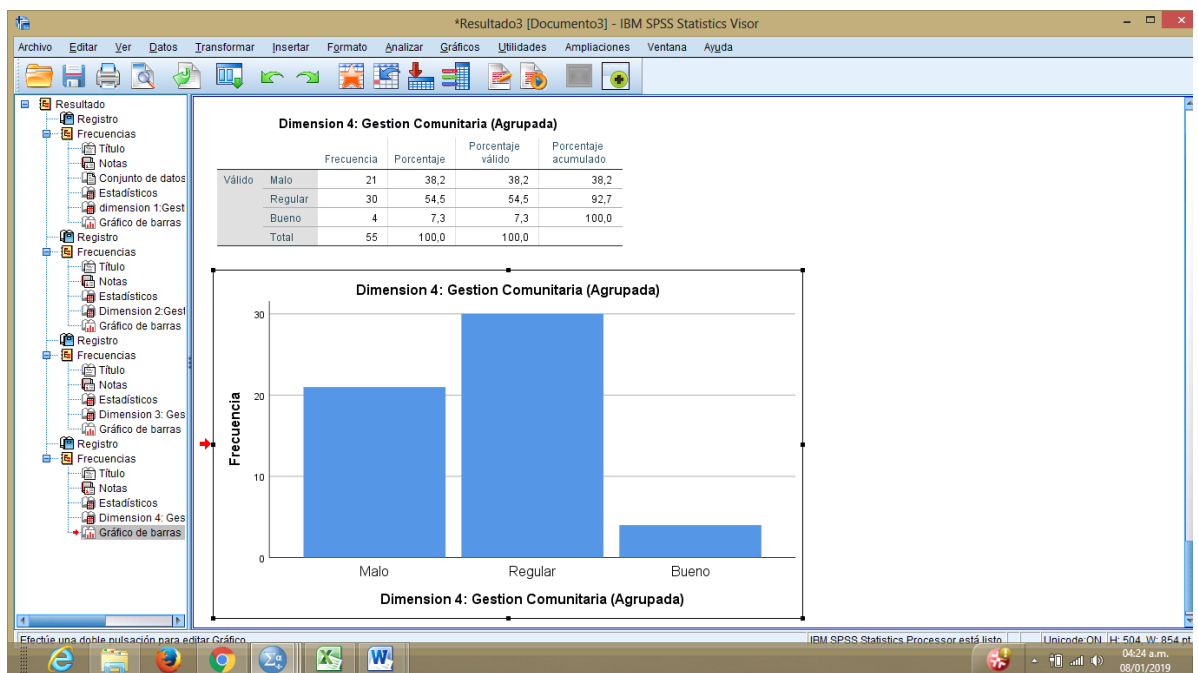 *Resultado3 [Documento3] - IBM SPSS Statistics Visor
Archivo Editar Ver Datos Transformar Insertar Formato Analizar Gráficos Utilidades Ampliaciones Ventana Ayuda
Resultado
Registro
Frecuencias
Título
Notas
Conjunto de datos
Estadísticos
dimension 1:Gest
Gráfico de barras
Registro
Frecuencias
Título
Notas
Estadísticos
Dimension 2:Gest
Gráfico de barras
Registro
Frecuencias
Título
Notas
Estadísticos
Dimension 3: Ges
Gráfico de barras
Registro
Frecuencias
Título
Notas
Estadísticos
Dimension 4: Ges
Gráfico de barras
Dimension 4: Gestion Comunitaria (Agrupada)
Frecuencia Porcentaje Porcentaje válido Porcentaje acumulado
Válido Malo 21 38,2 38,2 38,2
Regular 30 54,5 54,5 92,7
Bueno 4 7,3 7,3 100,0
Total 55 100,0 100,0
Dimension 4: Gestion Comunitaria (Agrupada)
Frecuencia
30
20
10
0
Malo Regular Bueno
Dimension 4: Gestion Comunitaria (Agrupada)
Efectúe una doble pulsación para editar Gráfico
IBM SPSS Statistics Processor está listo
Unicode:ON
H: 504, W: 854 pt.
04:24 a.m.
08/01/2019